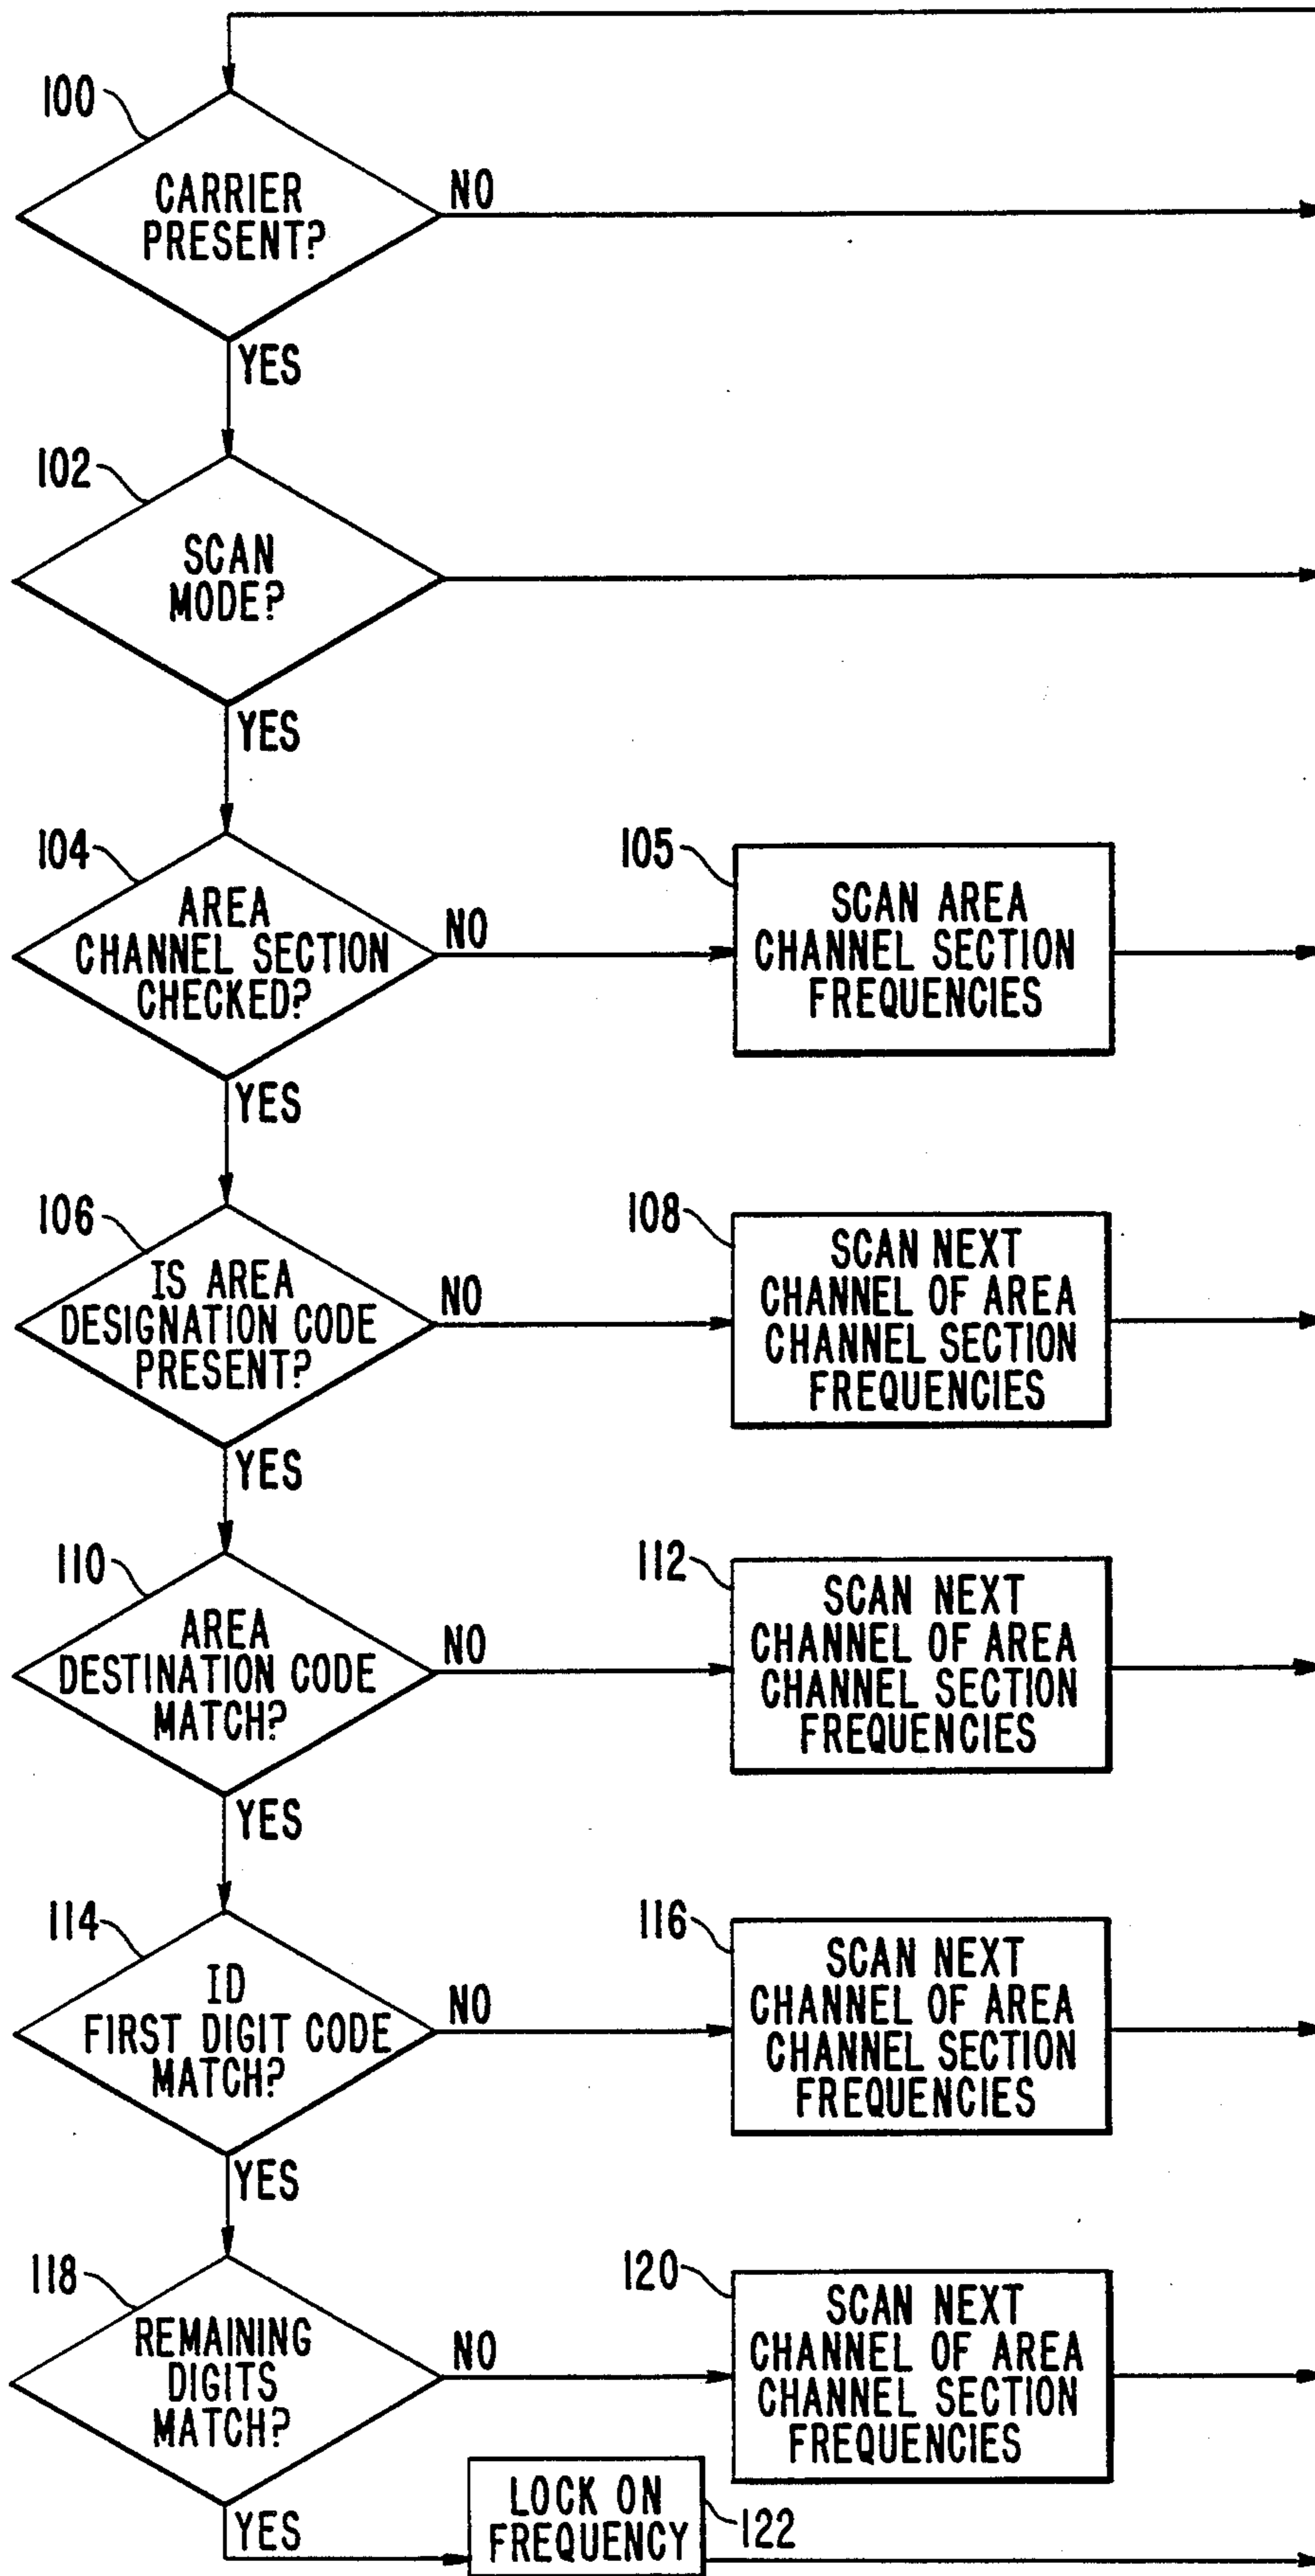 100
CARRIER
PRESENT?
NO
YES
102
SCAN
MODE?
YES
104
AREA
CHANNEL SECTION
CHECKED?
NO
105
SCAN AREA
CHANNEL SECTION
FREQUENCIES
YES
106
IS AREA
DESIGNATION CODE
PRESENT?
NO
108
SCAN NEXT
CHANNEL OF AREA
CHANNEL SECTION
FREQUENCIES
YES
110
AREA
DESTINATION CODE
MATCH?
NO
112
SCAN NEXT
CHANNEL OF AREA
CHANNEL SECTION
FREQUENCIES
YES
114
ID
FIRST DIGIT CODE
MATCH?
NO
116
SCAN NEXT
CHANNEL OF AREA
CHANNEL SECTION
FREQUENCIES
YES
118
REMAINING
DIGITS
MATCH?
NO
120
SCAN NEXT
CHANNEL OF AREA
CHANNEL SECTION
FREQUENCIES
YES
LOCK ON
FREQUENCY
122